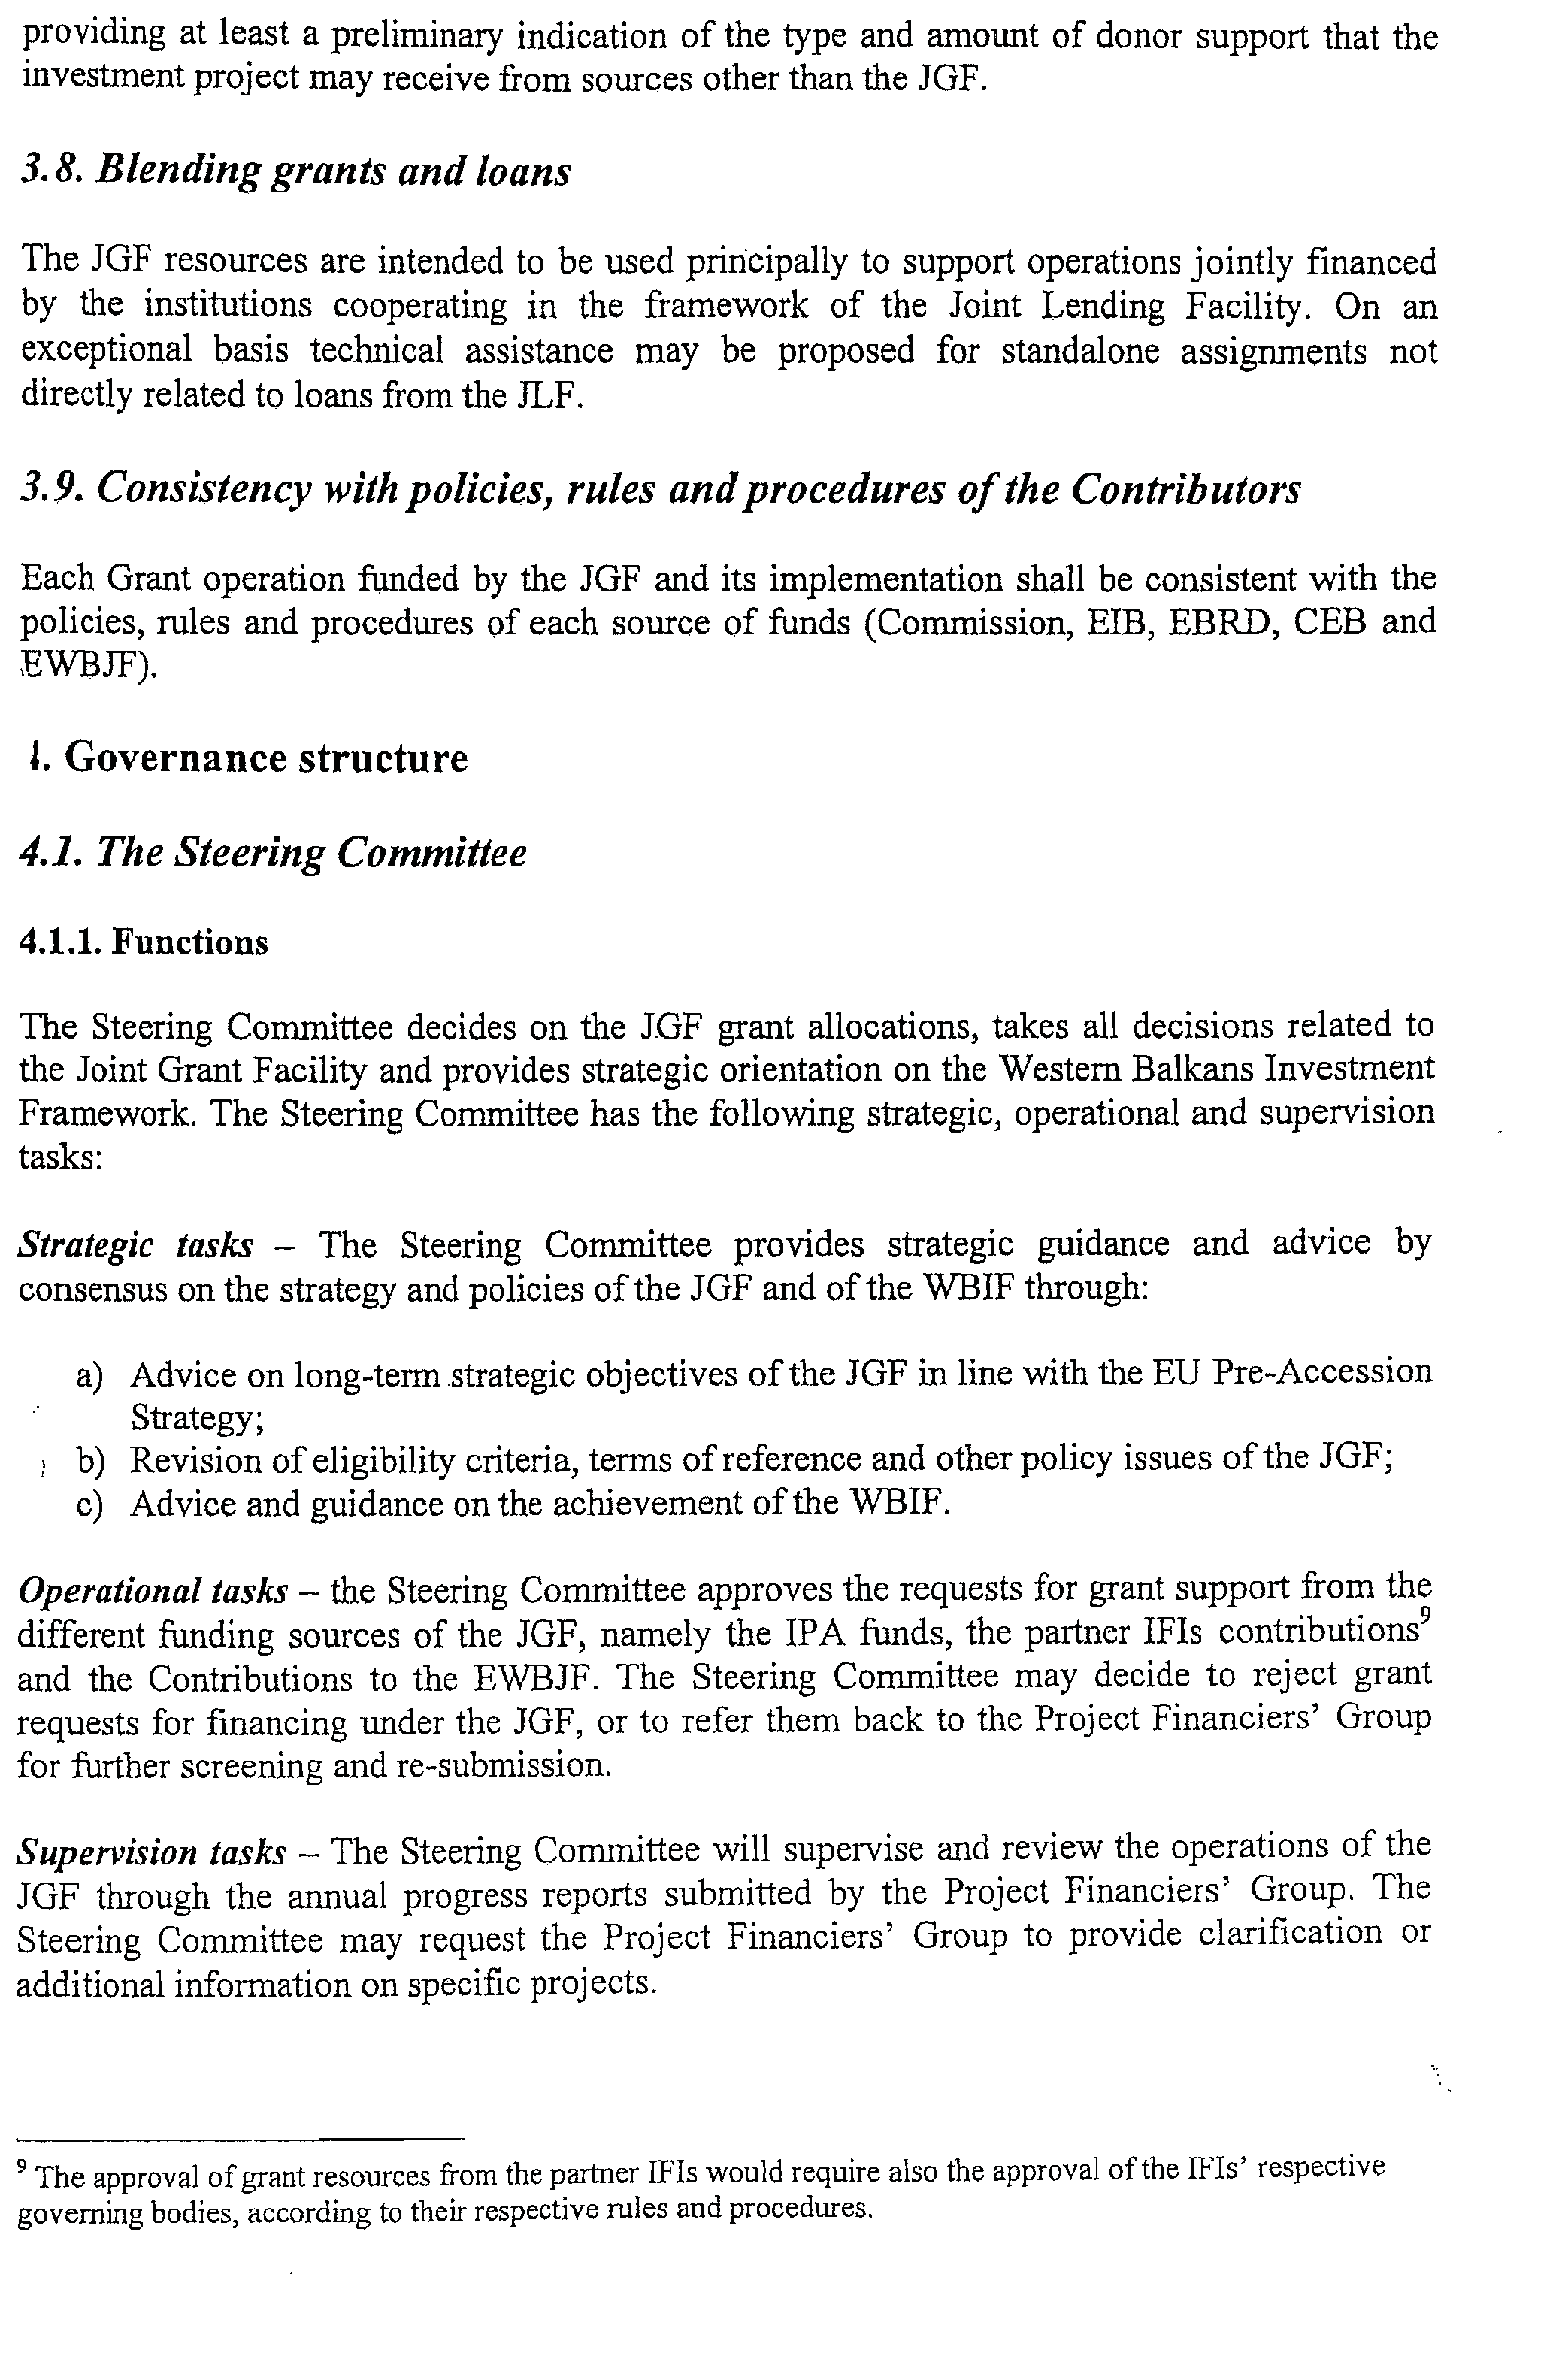 providing at least a preliminary indication of the type and amount of donor support that the
investment project may receive from sources other than the JGF.
3.8. Blending grants and loans
The JGF resources are intended to be used principally to support operations jointly financed
by the institutions cooperating in the framework of the Joint Lending Facility. On an
exceptional basis technical assistance may be proposed for standalone assignments not
directly related to loans from the JLF.
3.9. Consistency with policies, rules and procedures of the Contributors
Each Grant operation funded by the JGF and its implementation shall be consistent with the
policies, rules and procedures of each source of funds (Commission, EIB, EBRD, CEB and
EWBJF).
. Governance structure
4.1. The Steering Committee
4.1.1. Functions
The Steering Committee decides on the JGF grant allocations, takes all decisions related to
the Joint Grant Facility and provides strategic orientation on the Western Balkans Investment
Framework. The Steering Committee has the following strategic, operational and supervision
tasks:
Strategic tasks – The Steering Committee provides strategic guidance and advice by
consensus on the strategy and policies of the JGF and of the WBIF through:
a) Advice on long-term strategic objectives of the JGF in line with the EU Pre-Accession
Strategy;
b) Revision of eligibility criteria, terms of reference and other policy issues of the JGF;
c) Advice and guidance on the achievement of the WBIF.
Operational tasks – the Steering Committee approves the requests for grant support from the
different funding sources of the JGF, namely the IPA funds, the partner IFIs contributions⁹
and the Contributions to the EWBJF. The Steering Committee may decide to reject grant
requests for financing under the JGF, or to refer them back to the Project Financiers' Group
for further screening and re-submission.
Supervision tasks – The Steering Committee will supervise and review the operations of the
JGF through the annual progress reports submitted by the Project Financiers' Group. The
Steering Committee may request the Project Financiers' Group to provide clarification or
additional information on specific projects.
⁹ The approval of grant resources from the partner IFIs would require also the approval of the IFIs' respective
governing bodies, according to their respective rules and procedures.